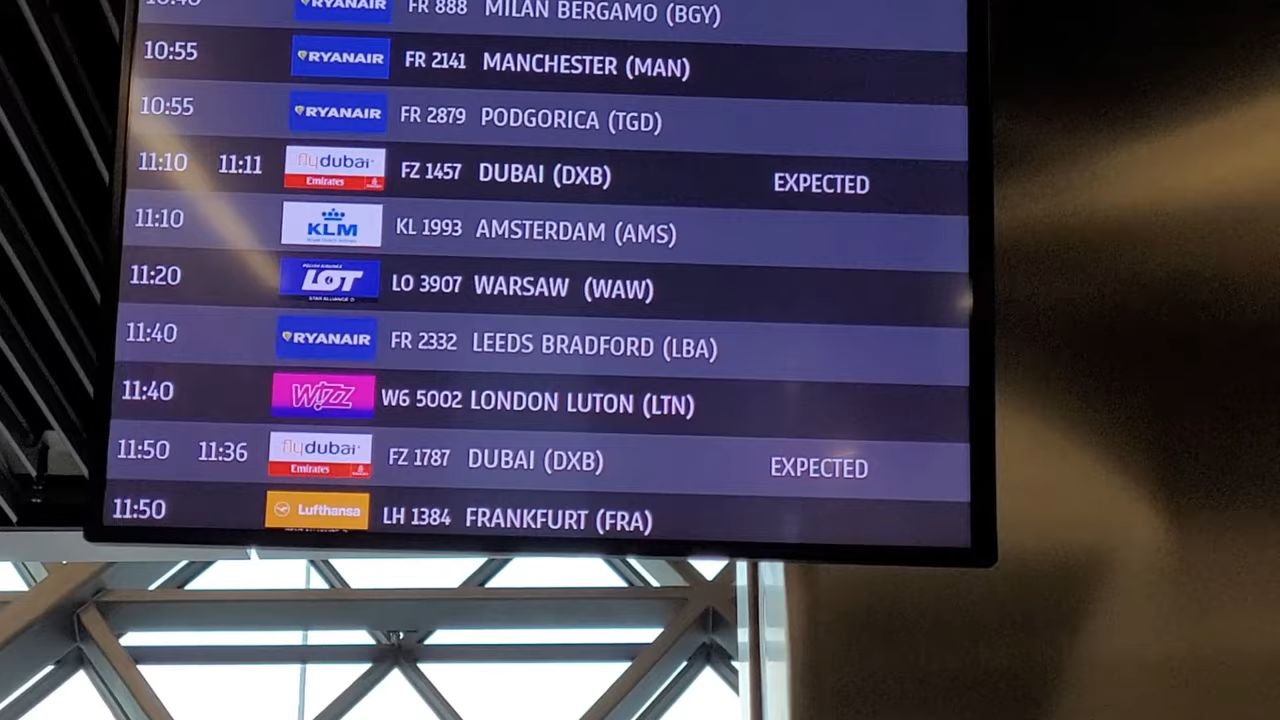 RYANAIR FR 888 MILAN BERGAMO (BGY)
10:55 RYANAIR FR 2141 MANCHESTER (MAN)
10:55 RYANAIR FR 2879 PODGORICA (TGD)
11:10 11:11 flydubai FZ 1457 DUBAI (DXB) EXPECTED
Emirates
11:10 KLM KL 1993 AMSTERDAM (AMS)
11:20 LOT LO 3907 WARSAW (WAW)
STAR ALLIANCE
11:40 RYANAIR FR 2332 LEEDS BRADFORD (LBA)
11:40 WIZZ W6 5002 LONDON LUTON (LTN)
11:50 11:36 flydubai FZ 1787 DUBAI (DXB) EXPECTED
Emirates
11:50 Lufthansa LH 1384 FRANKFURT (FRA)